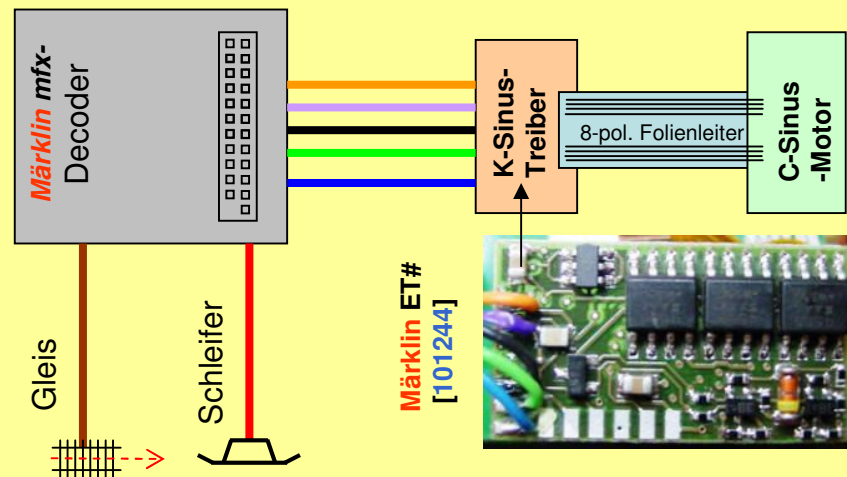 Märklin mfx-
Decoder
K-Sinus-
Treiber
8-pol. Folienleiter
C-Sinus
-Motor
Gleis
Schleifer
Märklin ET#
[101244]